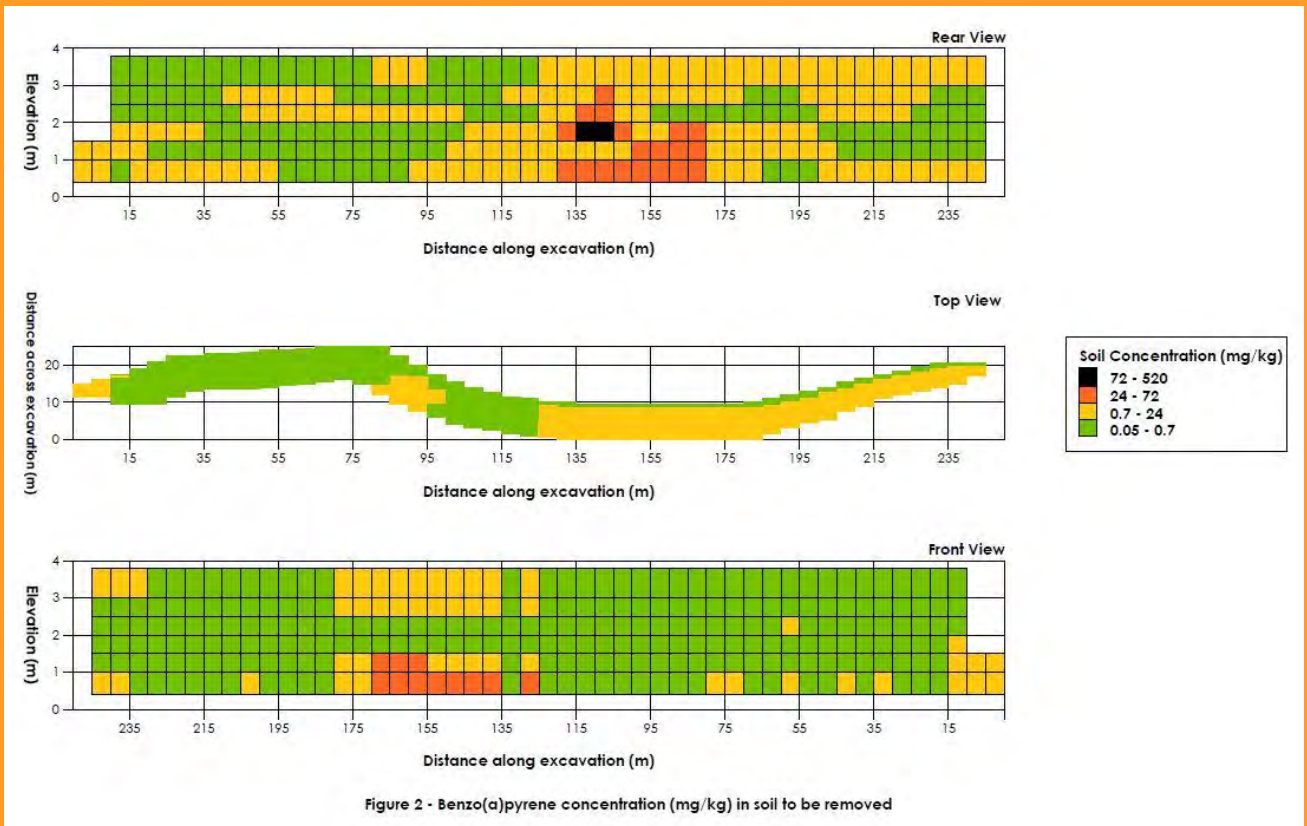 Rear View
Elevation (m)
4
3
2
1
0
15 35 55 75 95 115 135 155 175 195 215 235
Distance along excavation (m)
Top View
Distance across excavation (m)
20
10
0
15 35 55 75 95 115 135 155 175 195 215 235
Distance along excavation (m)
Soil Concentration (mg/kg)
72 - 520
24 - 72
0.7 - 24
0.05 - 0.7
Front View
Elevation (m)
4
3
2
1
0
235 215 195 175 155 135 115 95 75 55 35 15
Distance along excavation (m)
Figure 2 - Benzo(a)pyrene concentration (mg/kg) in soil to be removed